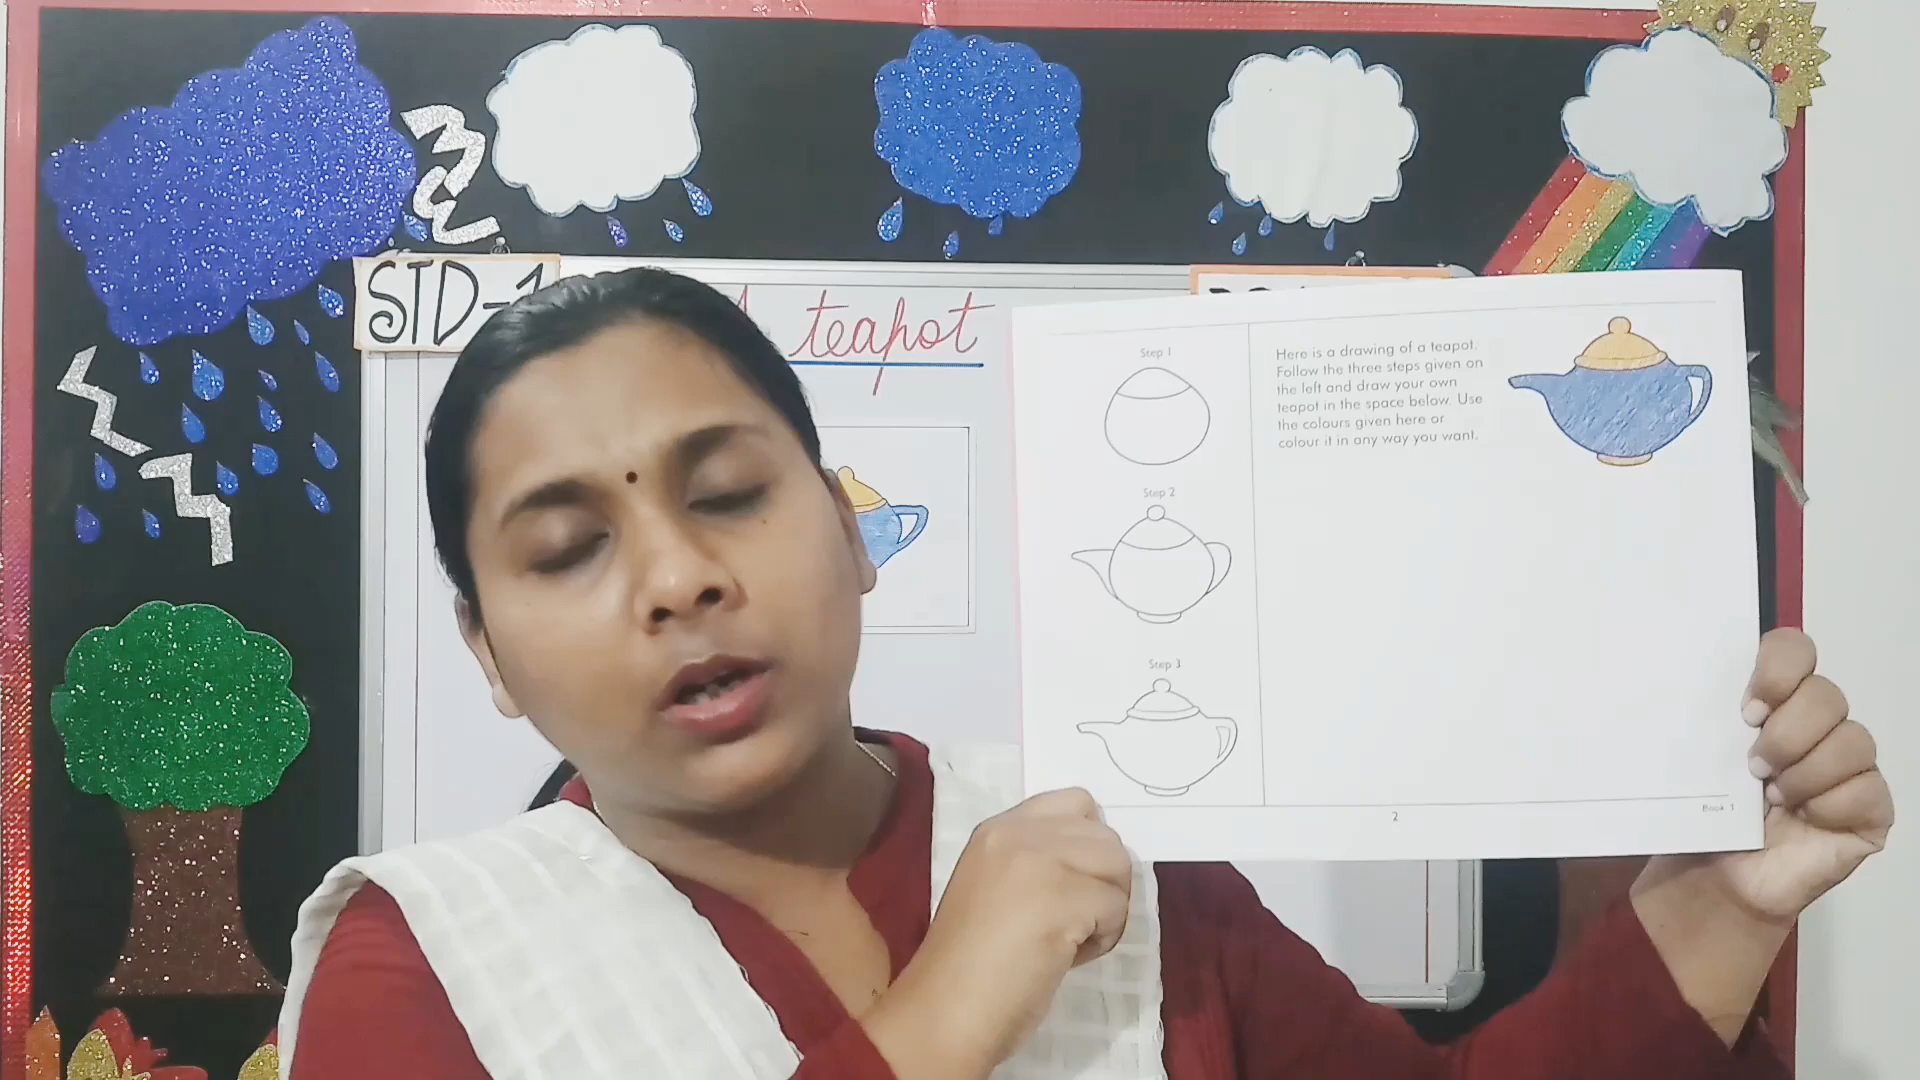 STD-1
teapot
Step 1
Here is a drawing of a teapot.
Follow the three steps given on
the left and draw your own
teapot in the space below. Use
the colours given here or
colour it in any way you want.
Step 2
Step 3
2
Book 1